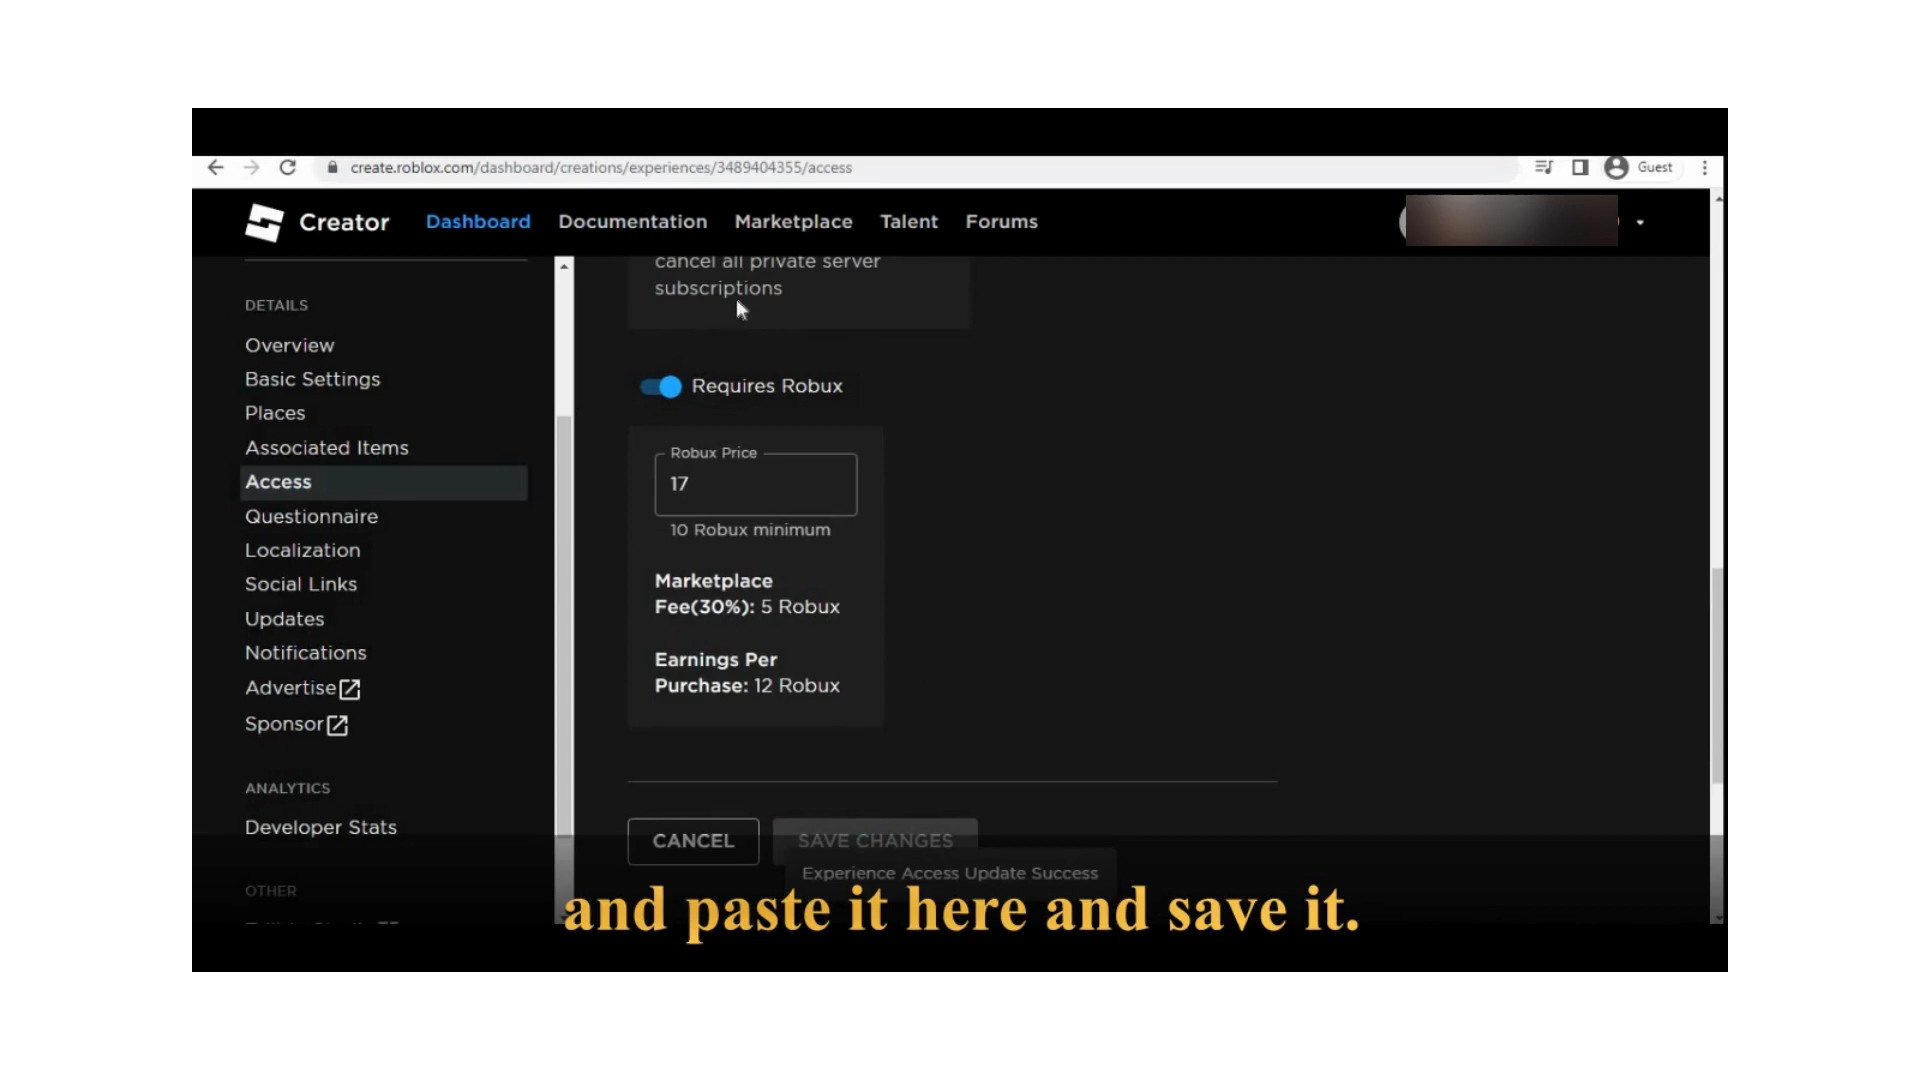 create.roblox.com/dashboard/creations/experiences/3489404355/access
Guest
Creator Dashboard Documentation Marketplace Talent Forums
cancel all private server
subscriptions
DETAILS
Overview
Basic Settings
Places
Associated Items
Access
Questionnaire
Localization
Social Links
Updates
Notifications
Advertise
Sponsor
ANALYTICS
Developer Stats
OTHER
Requires Robux
Robux Price
17
10 Robux minimum
Marketplace
Fee(30%): 5 Robux
Earnings Per
Purchase: 12 Robux
CANCEL SAVE CHANGES
Experience Access Update Success
and paste it here and save it.